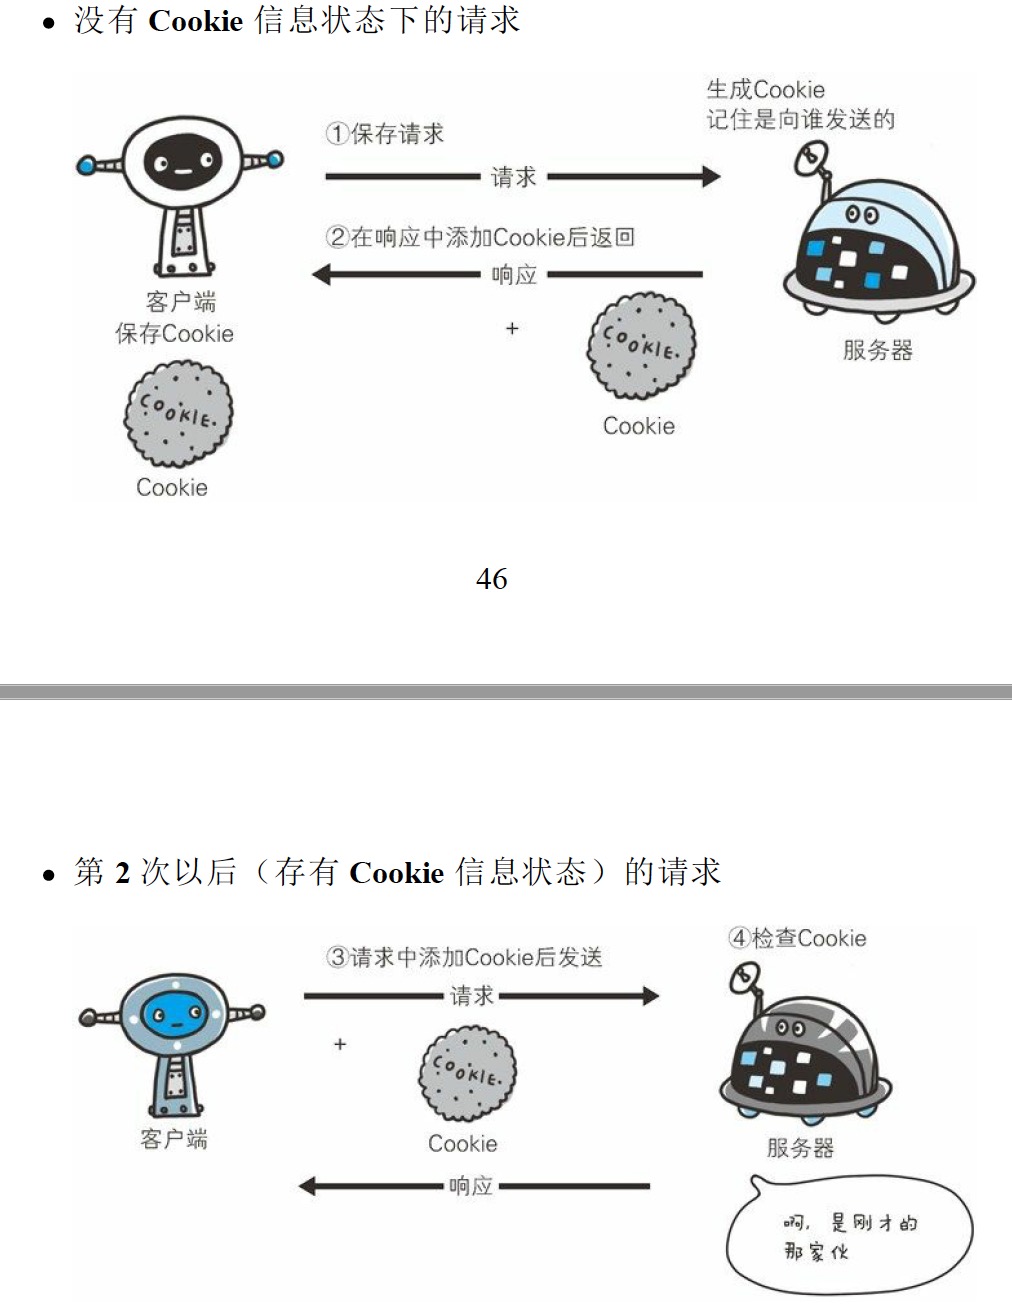 • 没有 Cookie 信息状态下的请求
生成Cookie
记住是向谁发送的
①保存请求
请求
②在响应中添加Cookie后返回
响应
客户端
保存Cookie
+
COOKIE.
服务器
COOKIE.
Cookie
Cookie
46
• 第 2 次以后（存有 Cookie 信息状态）的请求
④检查Cookie
③请求中添加Cookie后发送
请求
+
COOKIE.
客户端
Cookie
服务器
响应
啊，是刚才的
那家伙